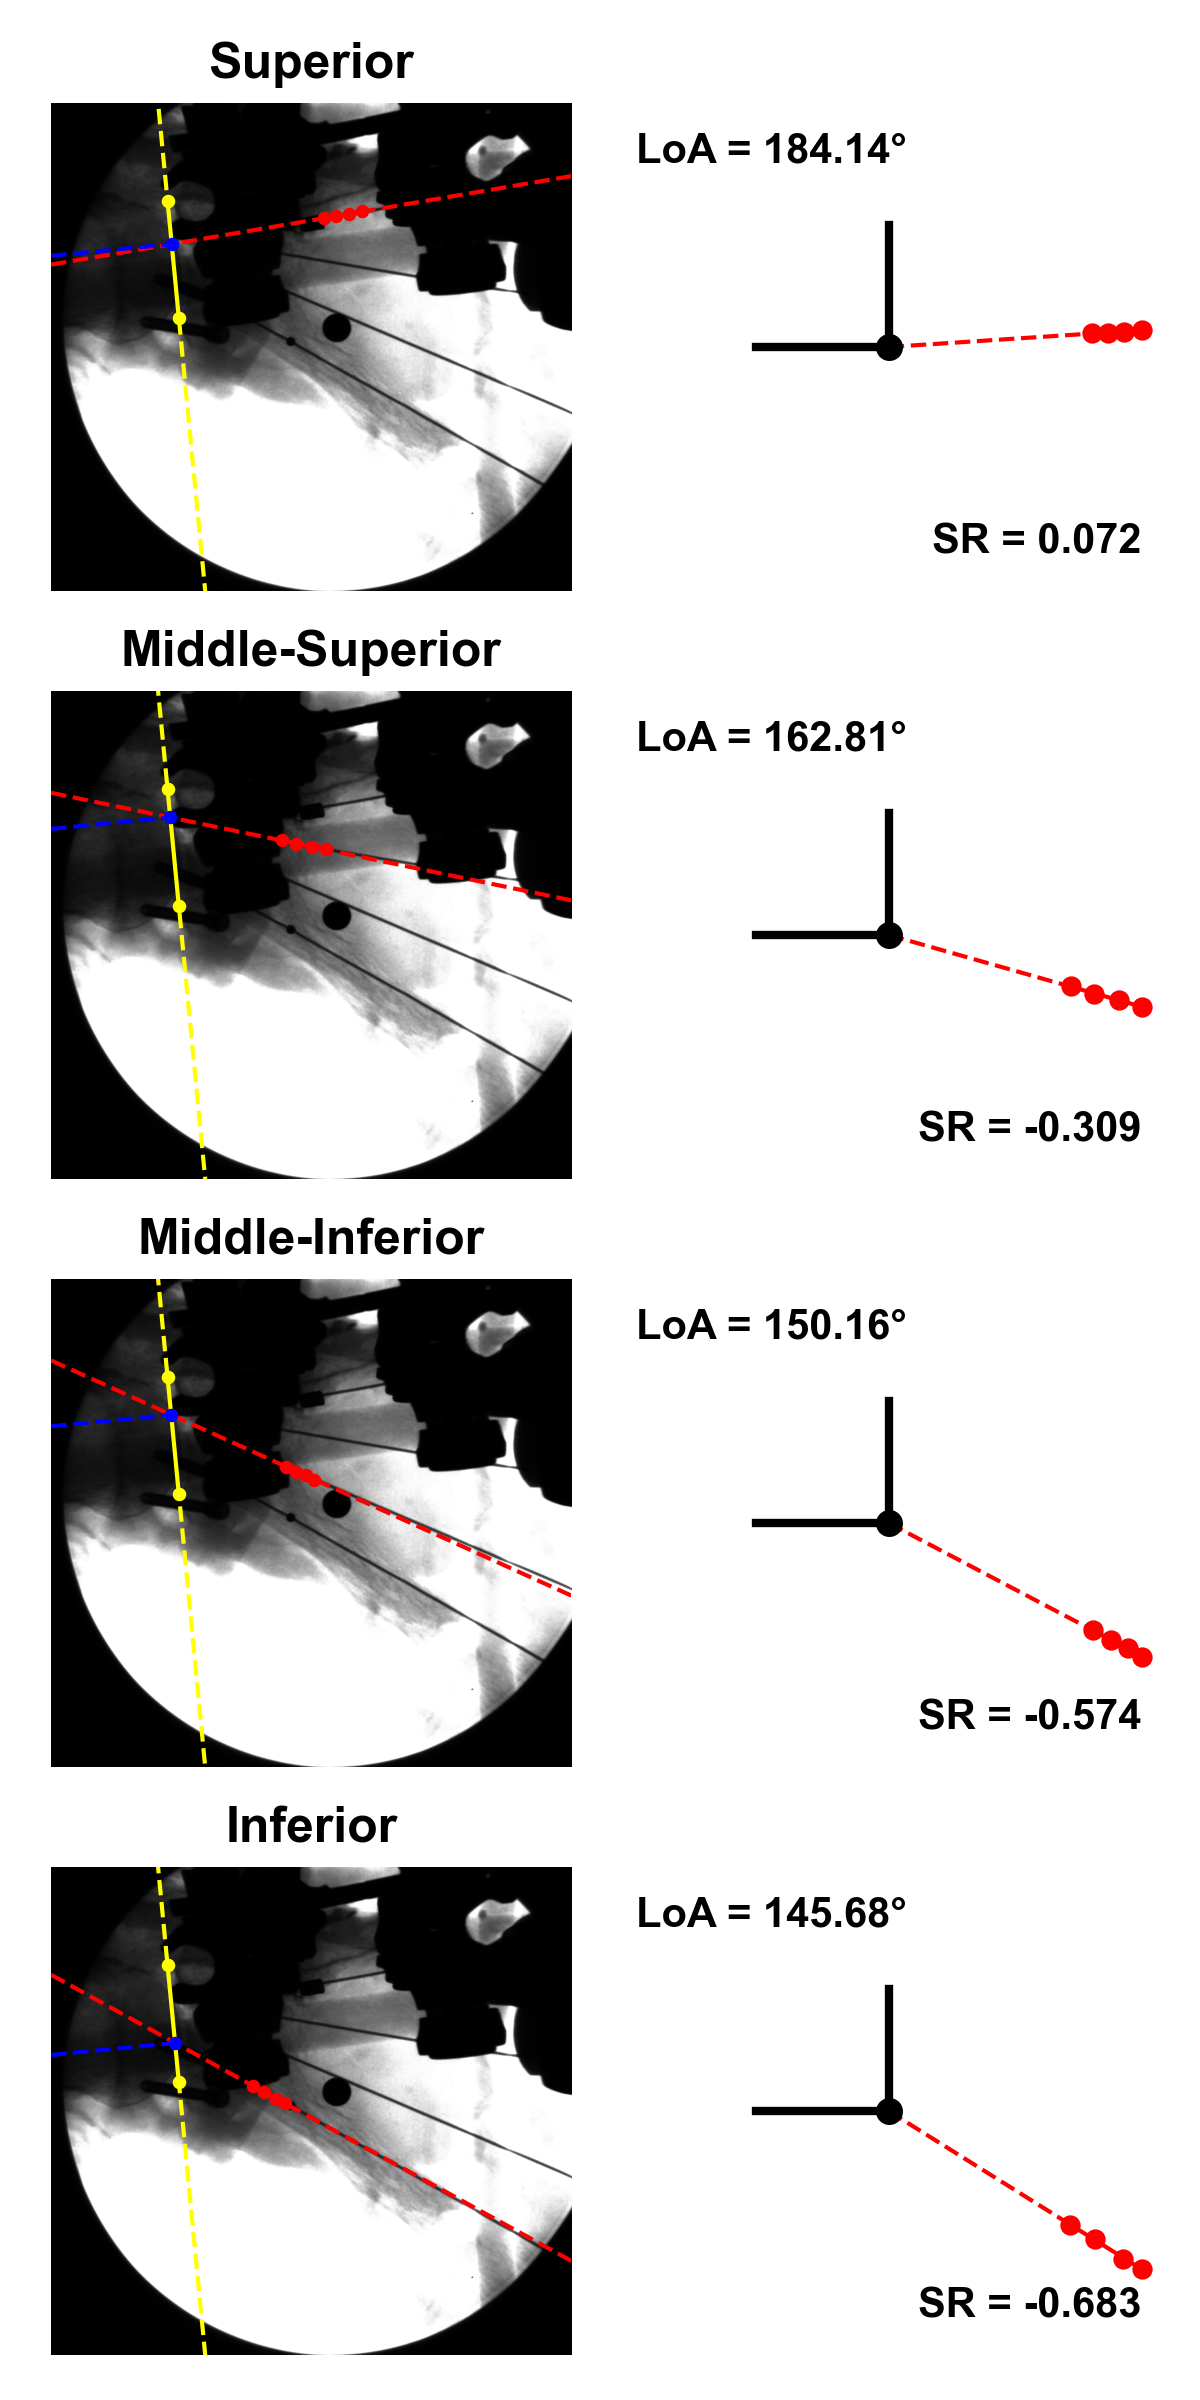 Superior
LoA = 184.14°
SR = 0.072
Middle-Superior
LoA = 162.81°
SR = -0.309
Middle-Inferior
LoA = 150.16°
SR = -0.574
Inferior
LoA = 145.68°
SR = -0.683